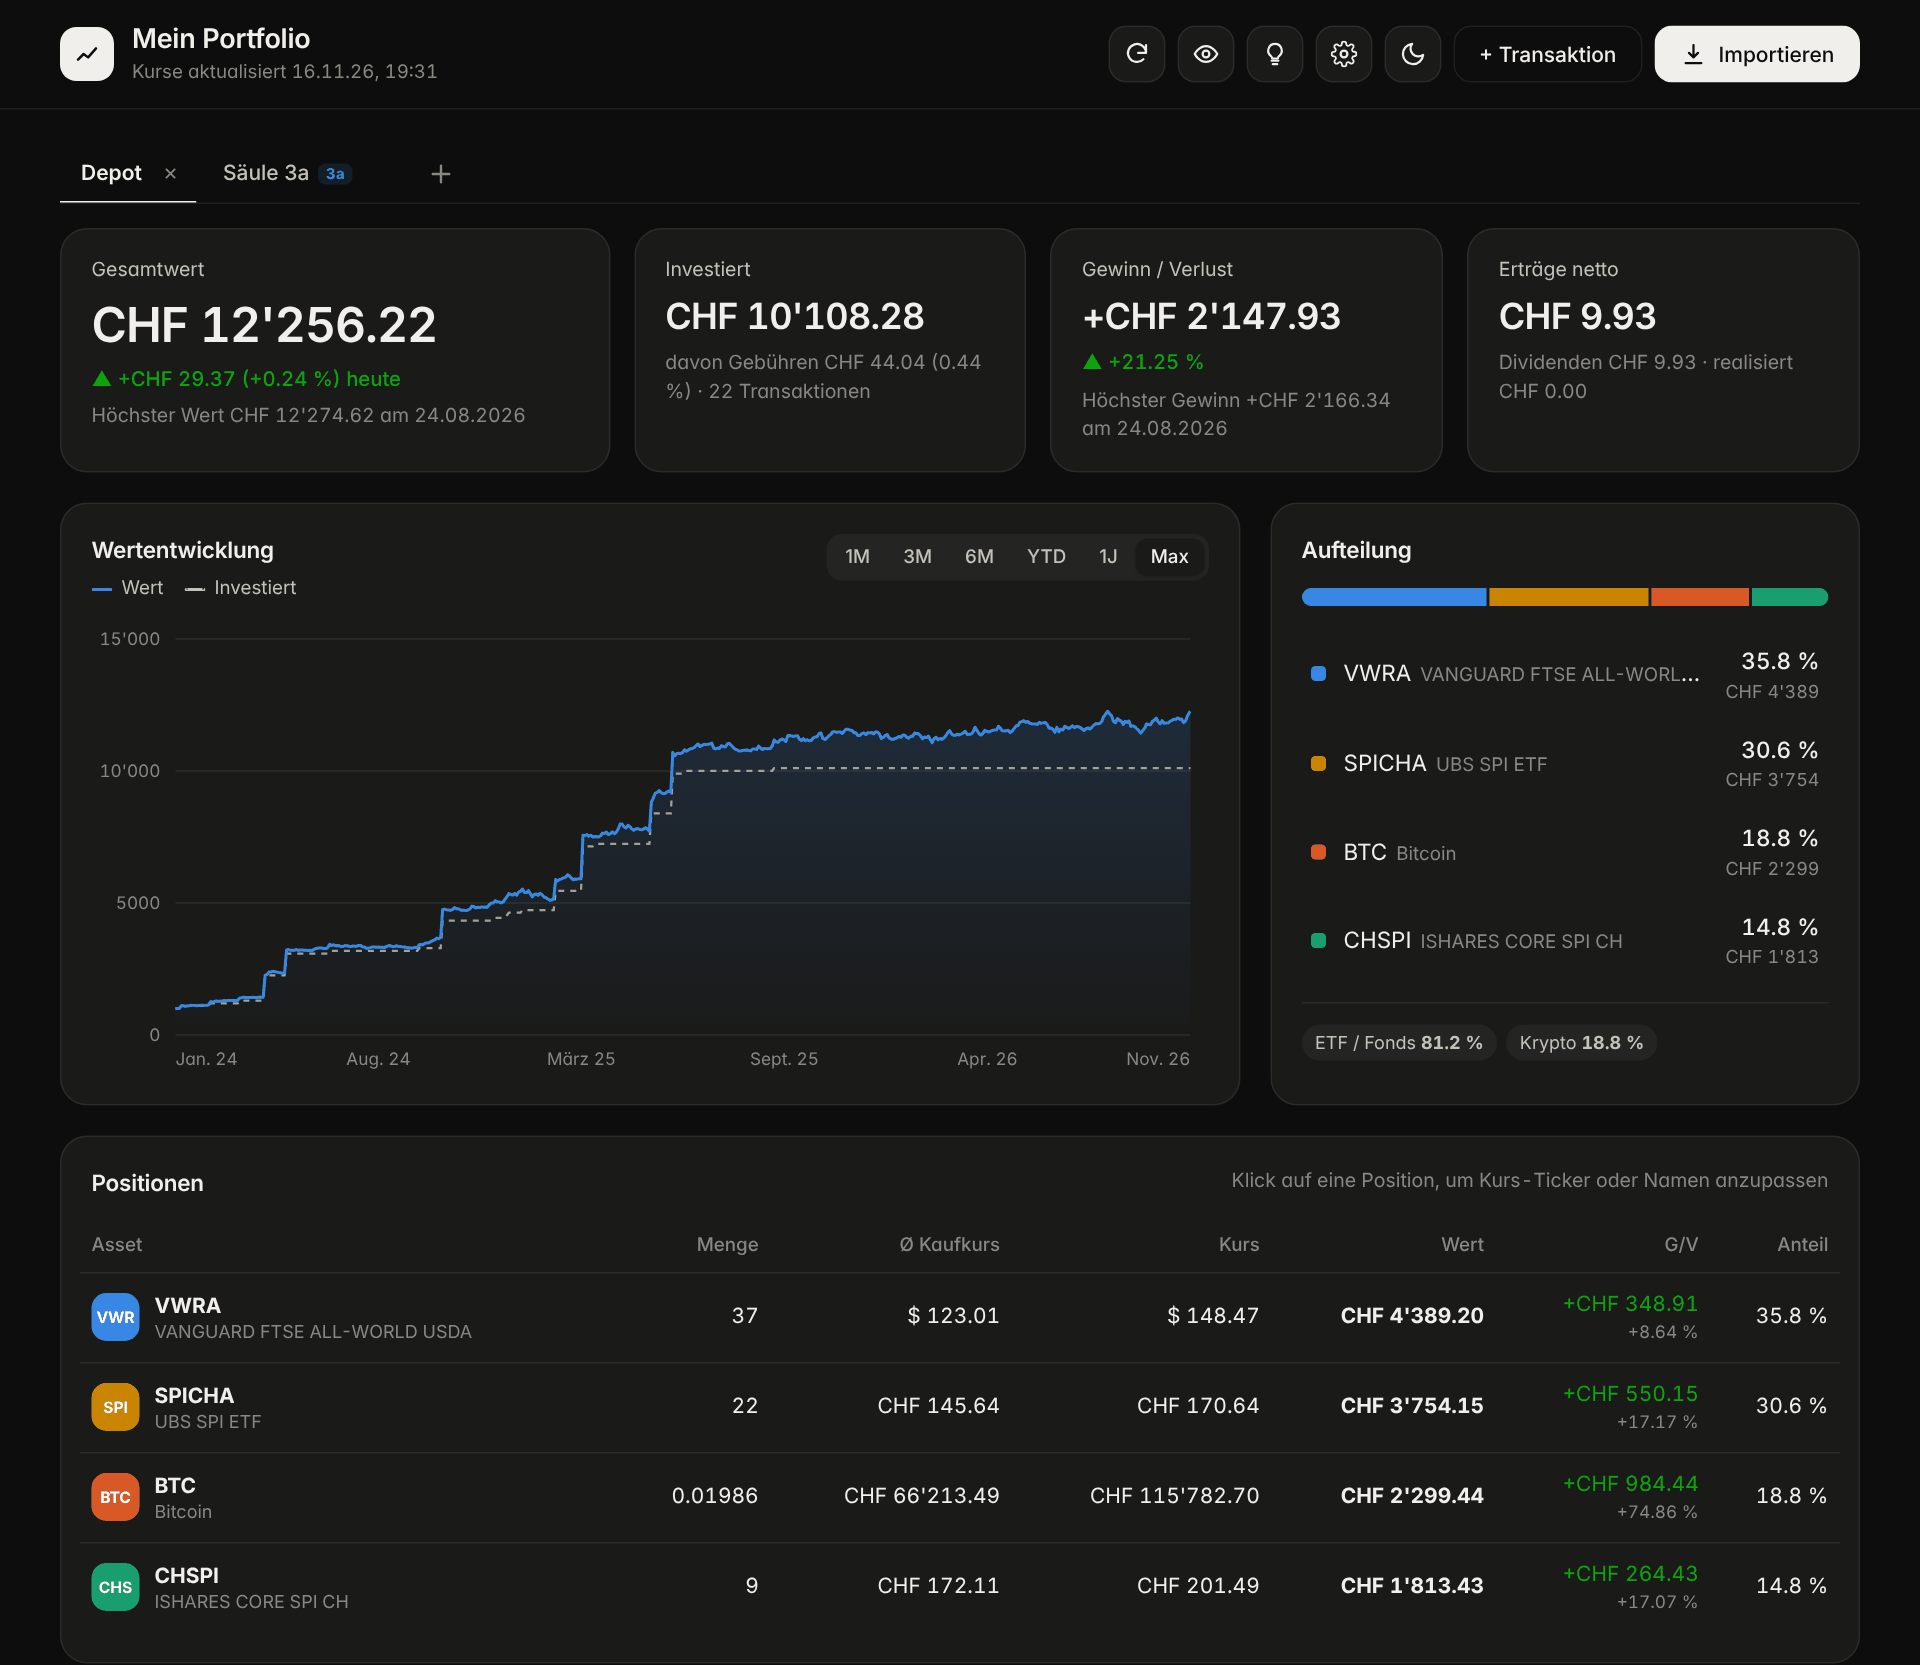 Mein Portfolio
Kurse aktualisiert 16.11.26, 19:31
+ Transaktion
Importieren
Depot ×
Säule 3a 3a
+
Gesamtwert
CHF 12'256.22
▲ +CHF 29.37 (+0.24 %) heute
Höchster Wert CHF 12'274.62 am 24.08.2026
Investiert
CHF 10'108.28
davon Gebühren CHF 44.04 (0.44
%) · 22 Transaktionen
Gewinn / Verlust
+CHF 2'147.93
▲ +21.25 %
Höchster Gewinn +CHF 2'166.34
am 24.08.2026
Erträge netto
CHF 9.93
Dividenden CHF 9.93 · realisiert
CHF 0.00
Wertentwicklung
Wert Investiert
1M 3M 6M YTD 1J Max
15'000
10'000
5000
0
Jan. 24 Aug. 24 März 25 Sept. 25 Apr. 26 Nov. 26
Aufteilung
VWRA VANGUARD FTSE ALL-WORL... 35.8 %
CHF 4'389
SPICHA UBS SPI ETF 30.6 %
CHF 3'754
BTC Bitcoin 18.8 %
CHF 2'299
CHSPI ISHARES CORE SPI CH 14.8 %
CHF 1'813
ETF / Fonds 81.2 % Krypto 18.8 %
Positionen
Klick auf eine Position, um Kurs-Ticker oder Namen anzupassen
Asset Menge Ø Kaufkurs Kurs Wert G/V Anteil
VWR VWRA 37 $ 123.01 $ 148.47 CHF 4'389.20 +CHF 348.91 35.8 %
VANGUARD FTSE ALL-WORLD USDA +8.64 %
SPI SPICHA 22 CHF 145.64 CHF 170.64 CHF 3'754.15 +CHF 550.15 30.6 %
UBS SPI ETF +17.17 %
BTC BTC 0.01986 CHF 66'213.49 CHF 115'782.70 CHF 2'299.44 +CHF 984.44 18.8 %
Bitcoin +74.86 %
CHS CHSPI 9 CHF 172.11 CHF 201.49 CHF 1'813.43 +CHF 264.43 14.8 %
ISHARES CORE SPI CH +17.07 %